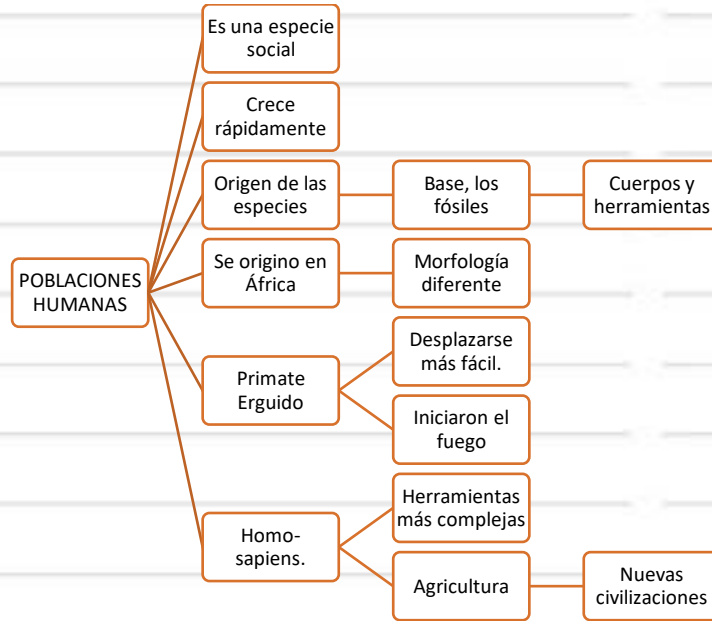 Es una especie
social
Crece
rápidamente
Origen de las
especies
Base, los
fósiles
Cuerpos y
herramientas
POBLACIONES
HUMANAS
Se origino en
África
Morfología
diferente
Primate
Erguido
Desplazarse
más fácil.
Iniciaron el
fuego
Homo-
sapiens.
Herramientas
más complejas
Agricultura
Nuevas
civilizaciones